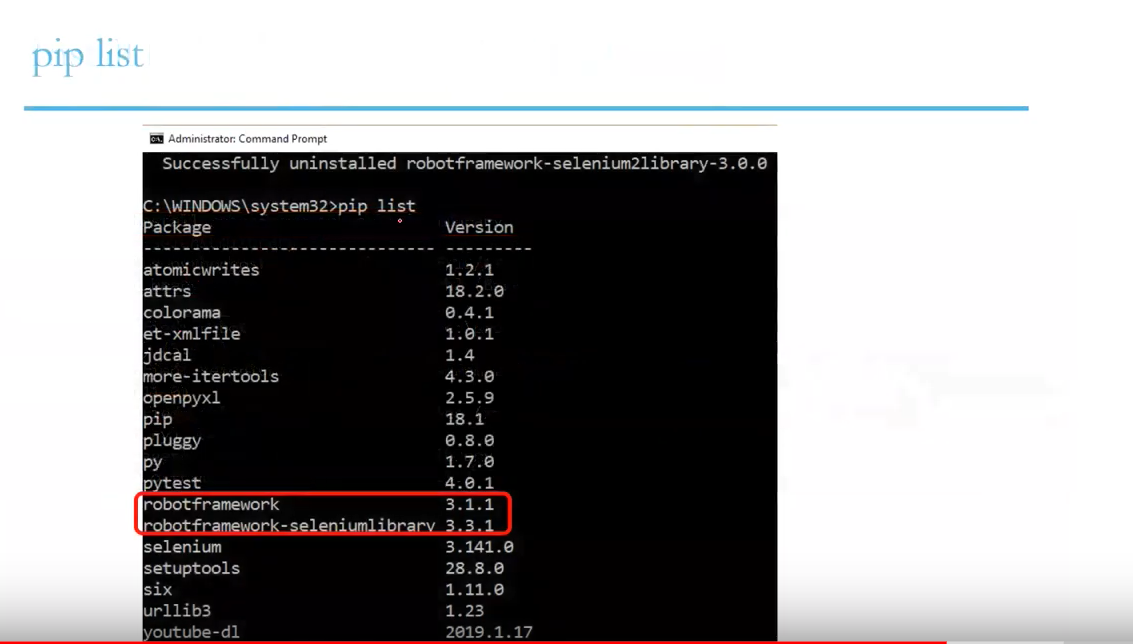 pip list
Administrator: Command Prompt
Successfully uninstalled robotframework-selenium2library-3.0.0
C:\WINDOWS\system32>pip list
Package Version
------------------------------ ---------
atomicwrites 1.2.1
attrs 18.2.0
colorama 0.4.1
et-xmlfile 1.0.1
jdcal 1.4
more-itertools 4.3.0
openpyxl 2.5.9
pip 18.1
pluggy 0.8.0
py 1.7.0
pytest 4.0.1
robotframework 3.1.1
robotframework-seleniumlibrary 3.3.1
selenium 3.141.0
setuptools 28.8.0
six 1.11.0
urllib3 1.23
youtube-dl 2019.1.17